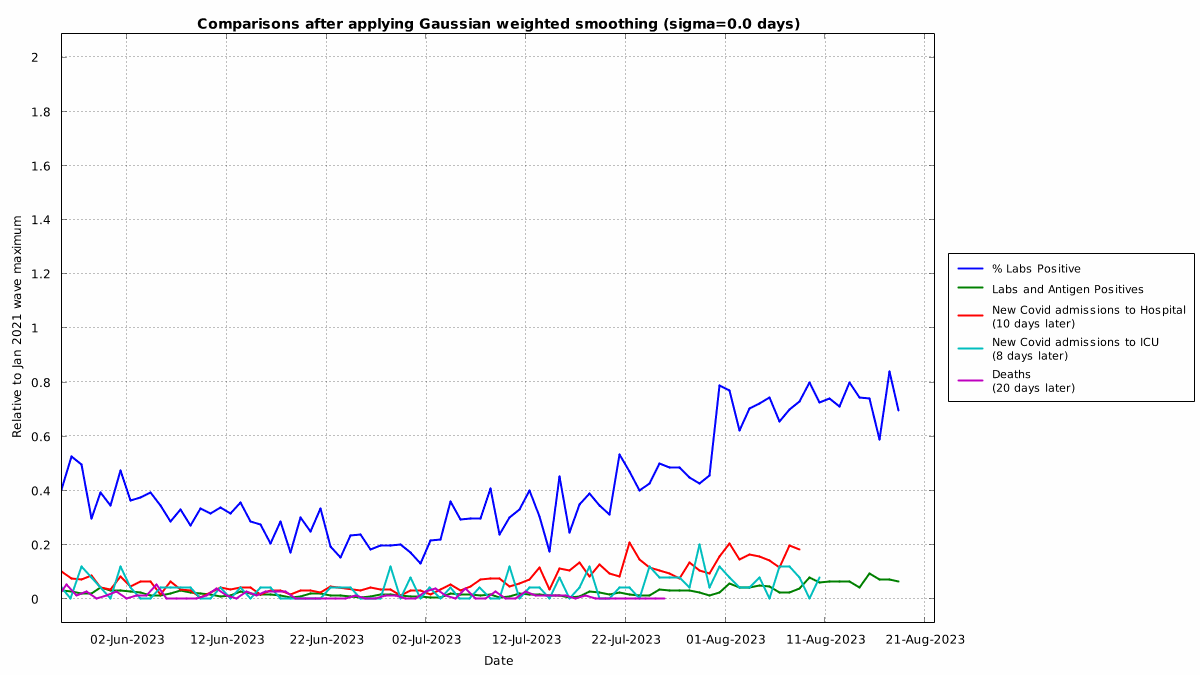 Comparisons after applying Gaussian weighted smoothing (sigma=0.0 days)
2
1.8
1.6
1.4
1.2
1
0.8
0.6
0.4
0.2
0
Relative to Jan 2021 wave maximum
02-Jun-2023
12-Jun-2023
22-Jun-2023
02-Jul-2023
12-Jul-2023
22-Jul-2023
01-Aug-2023
11-Aug-2023
21-Aug-2023
Date
% Labs Positive
Labs and Antigen Positives
New Covid admissions to Hospital
(10 days later)
New Covid admissions to ICU
(8 days later)
Deaths
(20 days later)